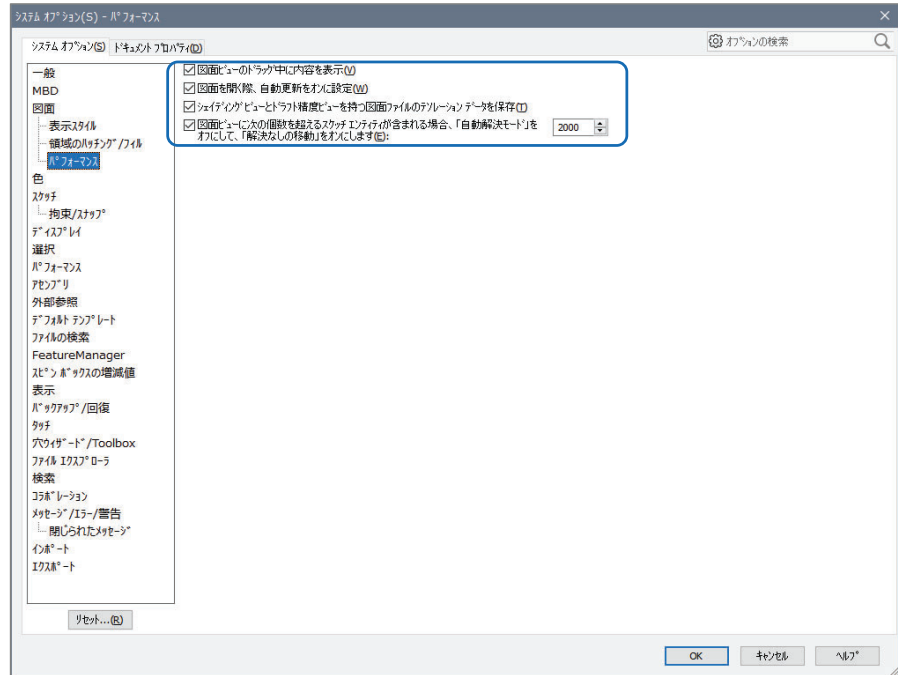 ｼｽﾃﾑ ｵﾌﾟｼｮﾝ(S) - ﾊﾟﾌｫｰﾏﾝｽ
ｼｽﾃﾑ ｵﾌﾟｼｮﾝ(S)
ﾄﾞｷｭﾒﾝﾄ ﾌﾟﾛﾊﾟﾃｨ(D)
ｵﾌﾟｼｮﾝの検索
一般
MBD
図面
表示ｽﾀｲﾙ
領域のﾊｯﾁﾝｸﾞ/ﾌｨﾙ
ﾊﾟﾌｫｰﾏﾝｽ
色
ｽｹｯﾁ
拘束/ｽﾅｯﾌﾟ
ﾃﾞｨｽﾌﾟﾚｲ
選択
ﾊﾟﾌｫｰﾏﾝｽ
ｱｾﾝﾌﾞﾘ
外部参照
ﾃﾞﾌｫﾙﾄ ﾃﾝﾌﾟﾚｰﾄ
ﾌｧｲﾙの検索
FeatureManager
ｽﾋﾟﾝ ﾎﾞｯｸｽの増減値
表示
ﾊﾞｯｸｱｯﾌﾟ/回復
ﾀｯﾁ
穴ｳｨｻﾞｰﾄﾞ/Toolbox
ﾌｧｲﾙ ｴｸｽﾌﾟﾛｰﾗ
検索
ｺﾗﾎﾞﾚｰｼｮﾝ
ﾒｯｾｰｼﾞ/ｴﾗｰ/警告
閉じられたﾒｯｾｰｼﾞ
ｲﾝﾎﾟｰﾄ
ｴｸｽﾎﾟｰﾄ
ﾘｾｯﾄ...(R)
図面ﾋﾞｭｰのﾄﾞﾗｯｸﾞ中に内容を表示(V)
図面を開く際、自動更新をｵﾝに設定(W)
ｼｪｲﾃﾞｨﾝｸﾞﾋﾞｭｰとﾄﾞﾗﾌﾄ精度ﾋﾞｭｰを持つ図面ﾌｧｲﾙのﾃｿﾚｰｼｮﾝ ﾃﾞｰﾀを保存(T)
図面ﾋﾞｭｰに次の個数を超えるｽｹｯﾁ ｴﾝﾃｨﾃｨが含まれる場合、「自動解決ﾓｰﾄﾞ」を
ｵﾌにして、「解決なしの移動」をｵﾝにします(E):
2000
OK
ｷｬﾝｾﾙ
ﾍﾙﾌﾟ